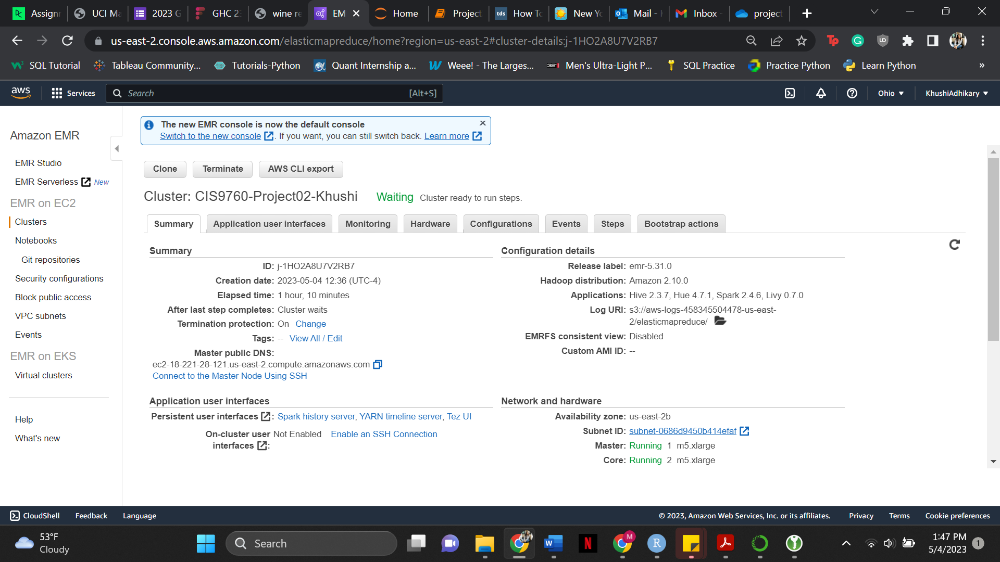 Assignr
UCI Ma
2023 G
GHC 23
wine re
EM
Home
Project
How To
New Yo
Mail -
Inbox -
project
us-east-2.console.aws.amazon.com/elasticmapreduce/home?region=us-east-2#cluster-details:j-1HO2A8U7V2RB7
SQL Tutorial
Tableau Community...
Tutorials-Python
Quant Internship a...
Weee! - The Larges...
Men's Ultra-Light P...
SQL Practice
Practice Python
Learn Python
»
aws
Services
Search
[Alt+S]
Ohio
KhushiAdhikary
The new EMR console is now the default console
Switch to the new console . If you want, you can still switch back. Learn more
Amazon EMR
EMR Studio
EMR Serverless New
EMR on EC2
Clusters
Notebooks
Git repositories
Security configurations
Block public access
VPC subnets
Events
EMR on EKS
Virtual clusters
Help
What's new
Clone
Terminate
AWS CLI export
Cluster: CIS9760-Project02-Khushi Waiting Cluster ready to run steps.
Summary
Application user interfaces
Monitoring
Hardware
Configurations
Events
Steps
Bootstrap actions
Summary
ID: j-1HO2A8U7V2RB7
Creation date: 2023-05-04 12:36 (UTC-4)
Elapsed time: 1 hour, 10 minutes
After last step completes: Cluster waits
Termination protection: On Change
Tags: -- View All / Edit
Master public DNS:
ec2-18-221-28-121.us-east-2.compute.amazonaws.com
Connect to the Master Node Using SSH
Configuration details
Release label: emr-5.31.0
Hadoop distribution: Amazon 2.10.0
Applications: Hive 2.3.7, Hue 4.7.1, Spark 2.4.6, Livy 0.7.0
Log URI: s3://aws-logs-458345504478-us-east-
2/elasticmapreduce/
EMRFS consistent view: Disabled
Custom AMI ID: --
Application user interfaces
Persistent user interfaces : Spark history server, YARN timeline server, Tez UI
On-cluster user Not Enabled Enable an SSH Connection
interfaces :
Network and hardware
Availability zone: us-east-2b
Subnet ID: subnet-0686d9450b414efaf
Master: Running 1 m5.xlarge
Core: Running 2 m5.xlarge
CloudShell
Feedback
Language
© 2023, Amazon Web Services, Inc. or its affiliates.
Privacy
Terms
Cookie preferences
53°F
Cloudy
Search
1:47 PM
5/4/2023
1